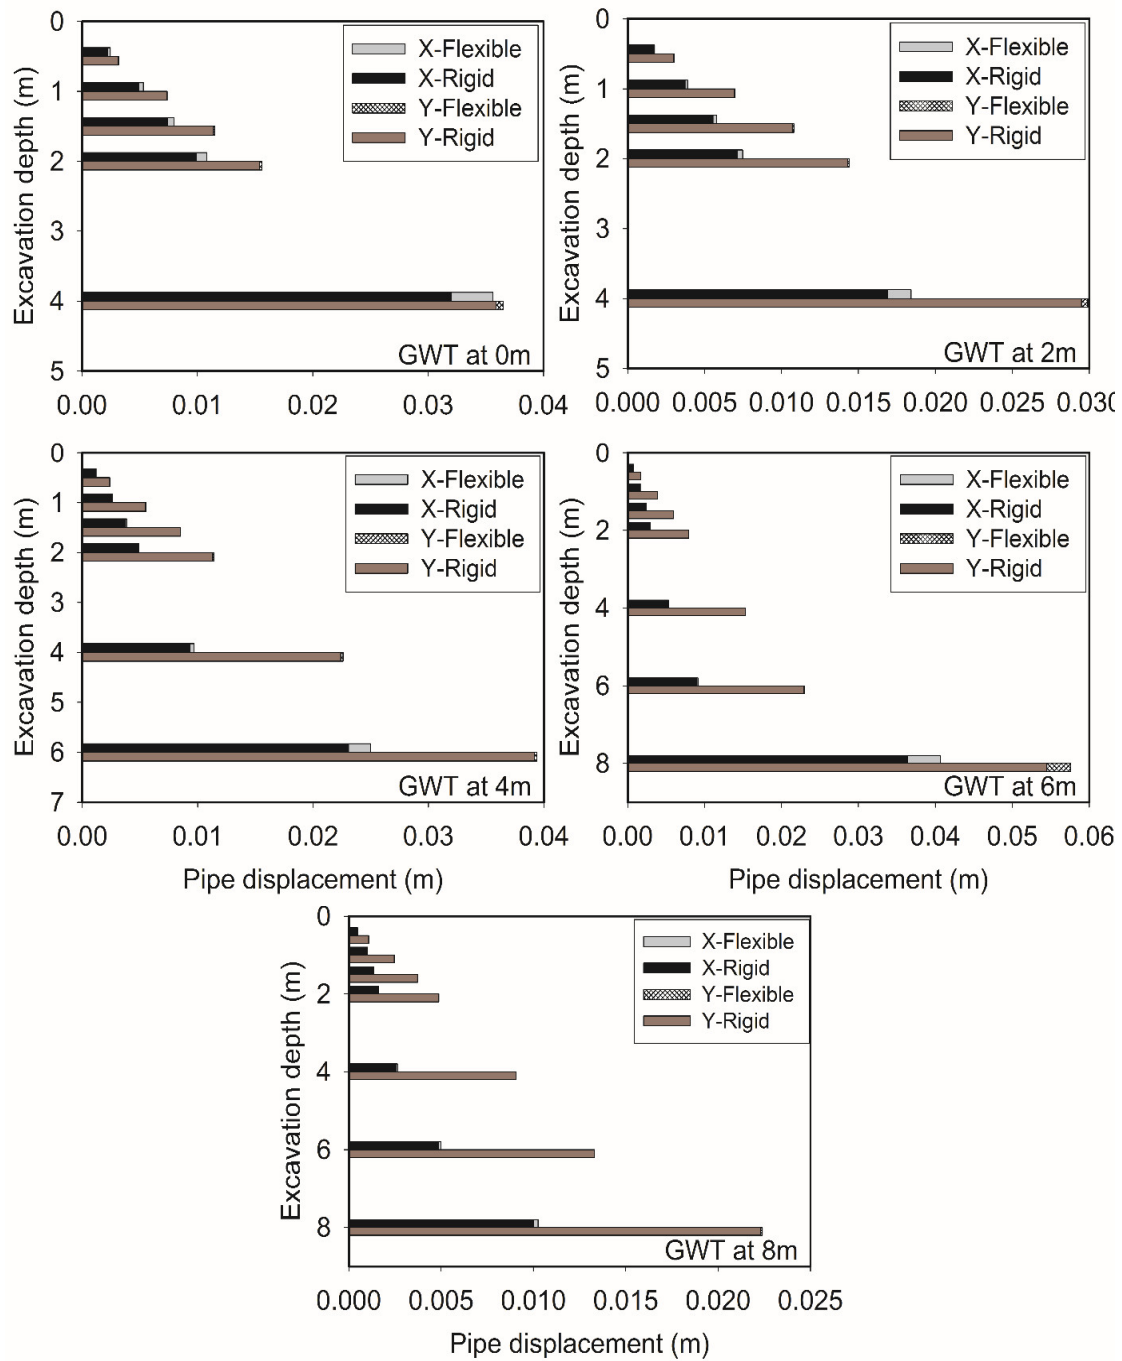 Excavation depth (m)
0
1
2
3
4
5
X-Flexible
X-Rigid
Y-Flexible
Y-Rigid
GWT at 0m
0.00 0.01 0.02 0.03 0.04
Excavation depth (m)
0
1
2
3
4
5
X-Flexible
X-Rigid
Y-Flexible
Y-Rigid
GWT at 2m
0.000 0.005 0.010 0.015 0.020 0.025 0.030
Excavation depth (m)
0
1
2
3
4
5
6
7
X-Flexible
X-Rigid
Y-Flexible
Y-Rigid
GWT at 4m
0.00 0.01 0.02 0.03 0.04
Pipe displacement (m)
Excavation depth (m)
0
2
4
6
8
X-Flexible
X-Rigid
Y-Flexible
Y-Rigid
GWT at 6m
0.00 0.01 0.02 0.03 0.04 0.05 0.06
Pipe displacement (m)
Excavation depth (m)
0
2
4
6
8
X-Flexible
X-Rigid
Y-Flexible
Y-Rigid
GWT at 8m
0.000 0.005 0.010 0.015 0.020 0.025
Pipe displacement (m)